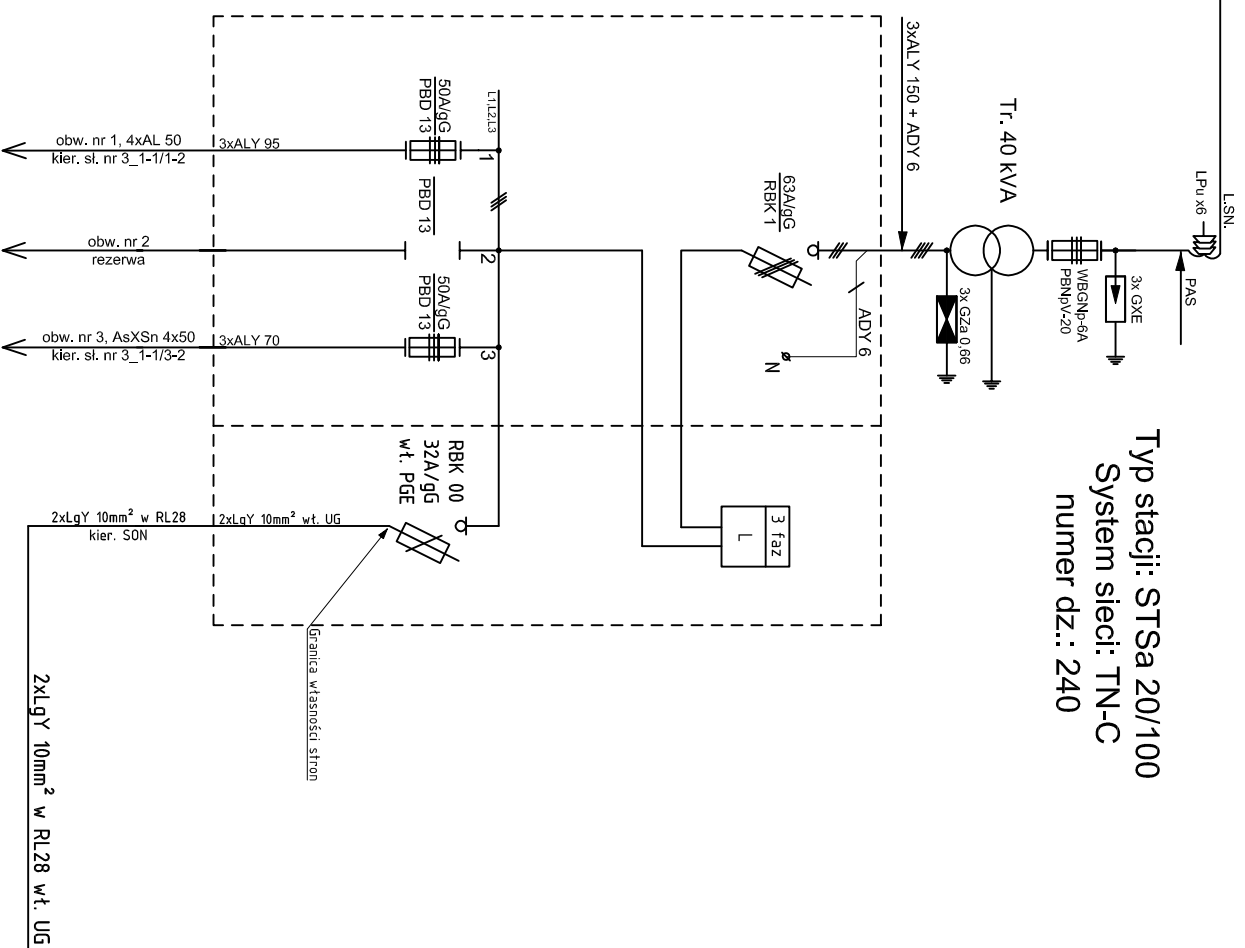 L.SN.
LPu x6
PAS
3x GXE
WBGNp-6A
PBNpV-20
Tr. 40 kVA
3x GZa 0,66
3xALY 150 + ADY 6
63A/gG
RBK 1
ADY 6
N
Typ stacji: STSa 20/100
System sieci: TN-C
numer dz.: 240
3 faz
L
L1,L2,L3
50A/gG
PBD 13
1
3xALY 95
obw. nr 1, 4xAL 50
kier. sł. nr 3_1-1/1-2
PBD 13
2
obw. nr 2
rezerwa
50A/gG
PBD 13
3
3xALY 70
obw. nr 3, AsXSn 4x50
kier. sł. nr 3_1-1/3-2
RBK 00
32A/gG
wł. PGE
2xLgY 10mm² wł. UG
2xLgY 10mm² w RL28
kier. SON
Granica własności stron
2xLgY 10mm² w RL28 wł. UG